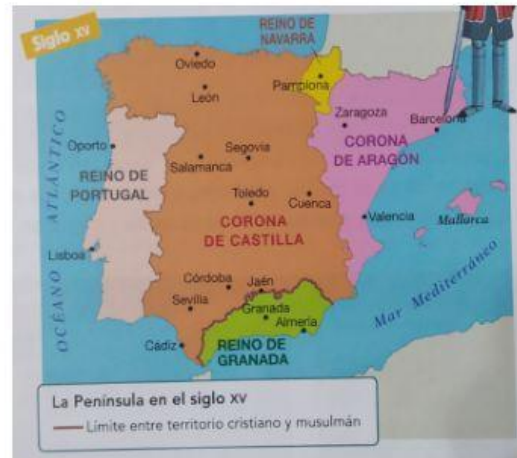 Siglo XV
REINO DE
NAVARRA
Oviedo
León
Pamplona
Zaragoza
Barcelona
CORONA
DE ARAGÓN
Oporto
Salamanca
Segovia
REINO DE
PORTUGAL
Toledo
Cuenca
CORONA
DE CASTILLA
Valencia
Mallorca
Lisboa
Córdoba
Jaén
Sevilla
Granada
Almería
Cádiz
REINO DE
GRANADA
OCÉANO ATLÁNTICO
Mar Mediterráneo
La Península en el siglo XV
Límite entre territorio cristiano y musulmán